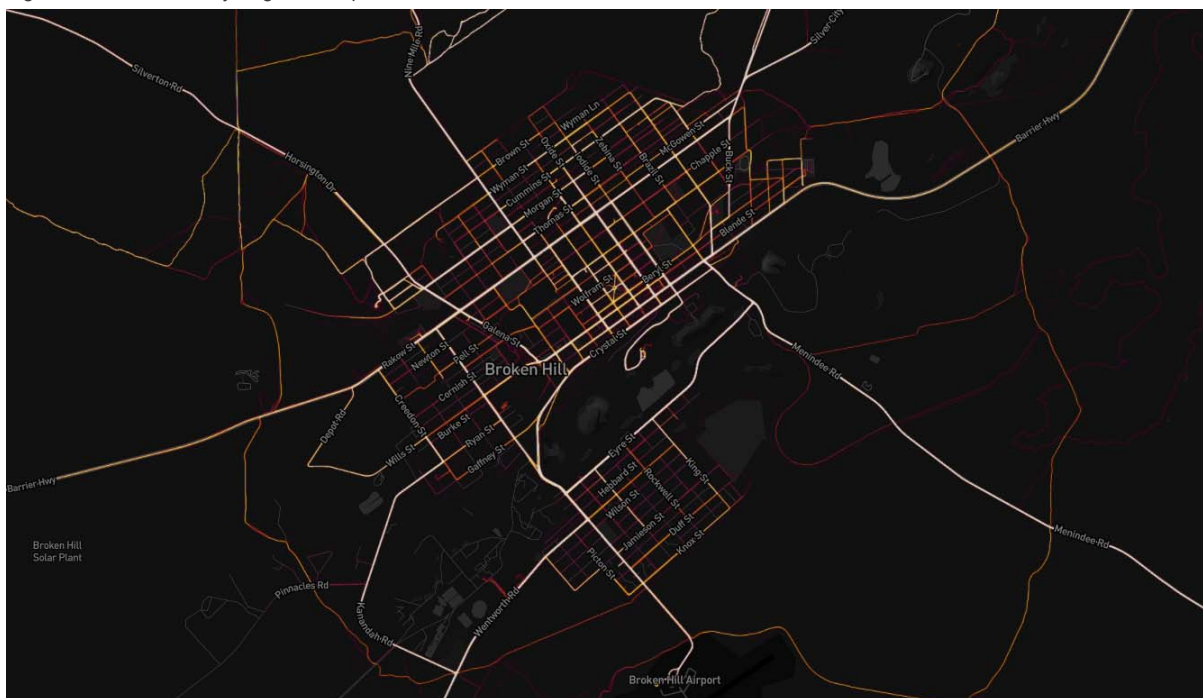 Silverton Rd
Nine Mile Rd
Silver City
Barrier Hwy
Horsington Dr
Wyman Ln
Brown St
Oxide St
Iodide St
Zebina St
Brazil St
McGowen St
Chapple St
Buck St
Wyman St
Cummins St
Morgan St
Thomas St
Blende St
Beryl St
Wolfram St
Crystal St
Galena St
Rakow St
Newton St
Pell St
Broken Hill
Cornish St
Creedon St
Depot Rd
Burke St
Ryan St
Wills St
Gaffney St
Menindee Rd
Eyre St
King St
Hebbard St
Rockwell St
Wilson St
Jamieson St
Duff St
Knox St
Picton St
Barrier Hwy
Broken Hill
Solar Plant
Menindee Rd
Pinnacles Rd
Kanandah Rd
Wentworth Rd
Broken Hill Airport